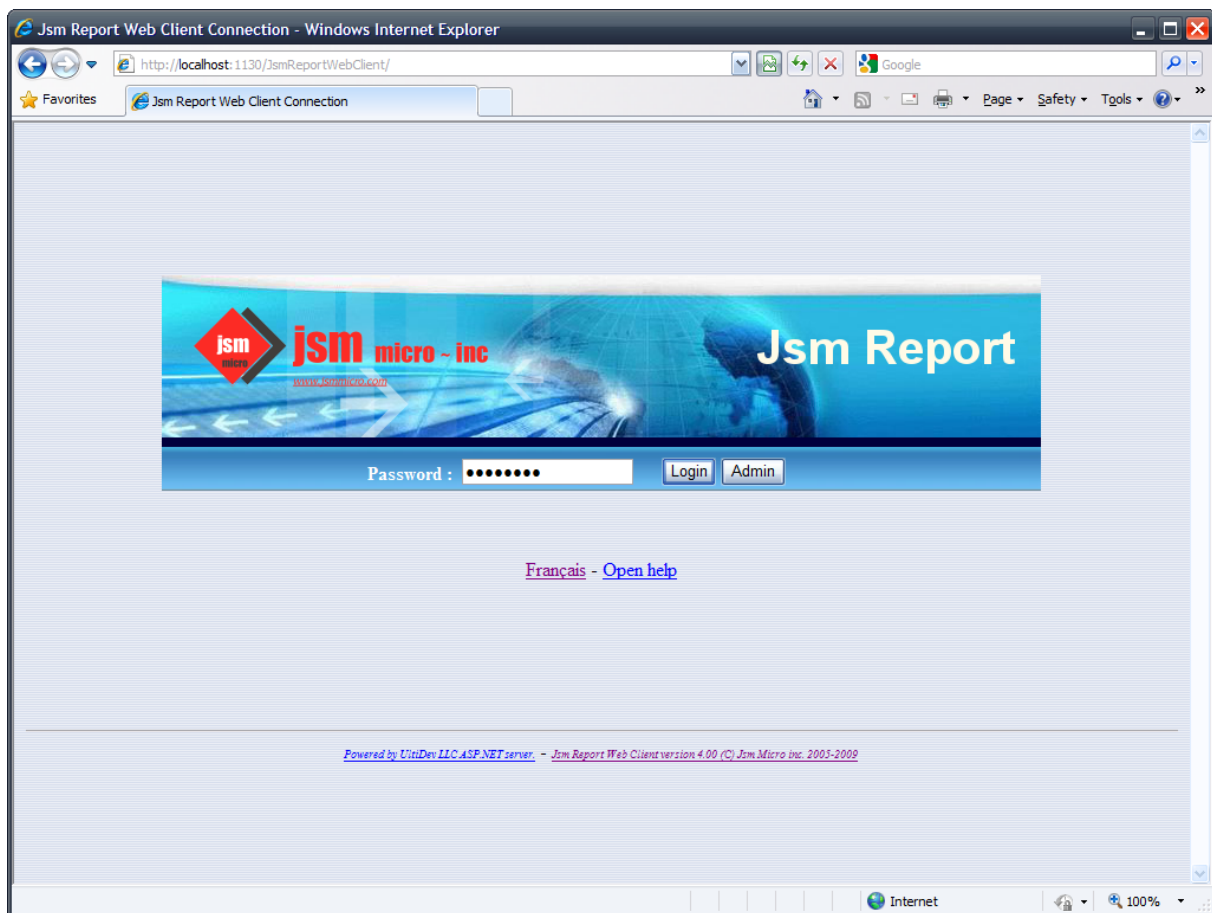 Jsm Report Web Client Connection - Windows Internet Explorer
http://localhost:1130/JsmReportWebClient/
Google
Favorites
Jsm Report Web Client Connection
Page
Safety
Tools
»
jsm
micro
jsm micro ~ inc
www.jsmmicro.com
Jsm Report
Password :
Login
Admin
Français - Open help
Powered by UltiDev LLC ASP.NET server. - Jsm Report Web Client version 4.00 (C) Jsm Micro inc. 2005-2009
Internet
100%